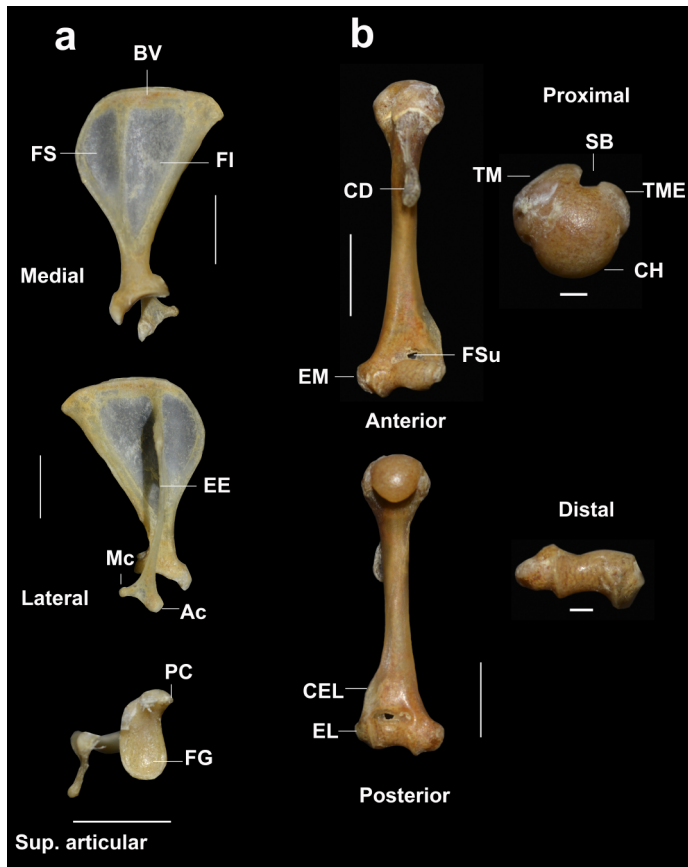 a
BV
FS
FI
Medial
EE
Mc
Lateral
Ac
PC
FG
Sup. articular
b
Proximal
SB
TM
TME
CD
CH
FSu
EM
Anterior
Distal
CEL
EL
Posterior